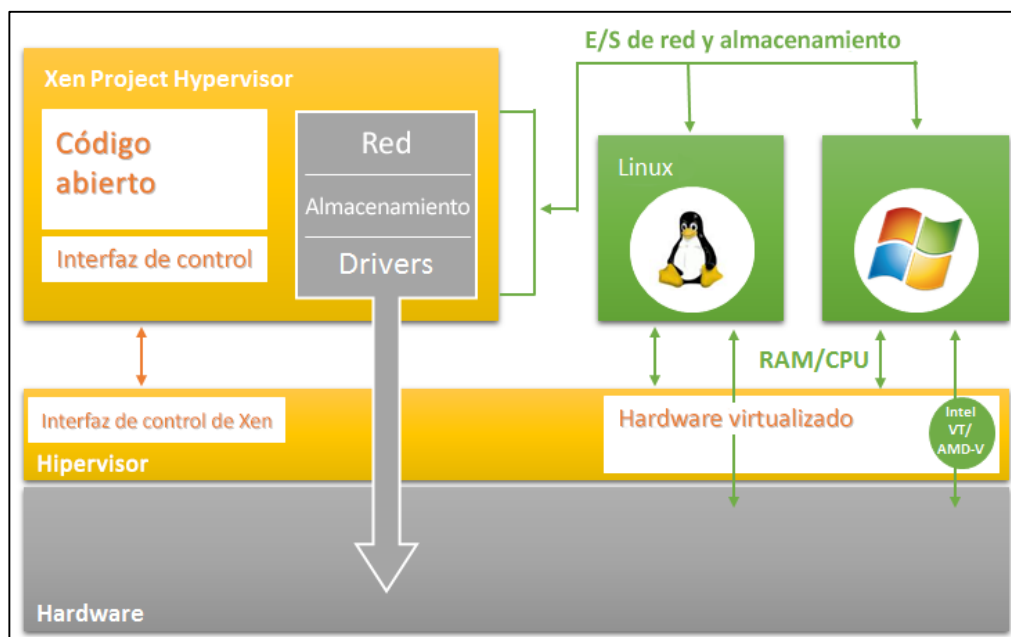 E/S de red y almacenamiento
Xen Project Hypervisor
Código
abierto
Interfaz de control
Red
Almacenamiento
Drivers
Linux
RAM/CPU
Interfaz de control de Xen
Hipervisor
Hardware virtualizado
Intel
VT/
AMD-V
Hardware